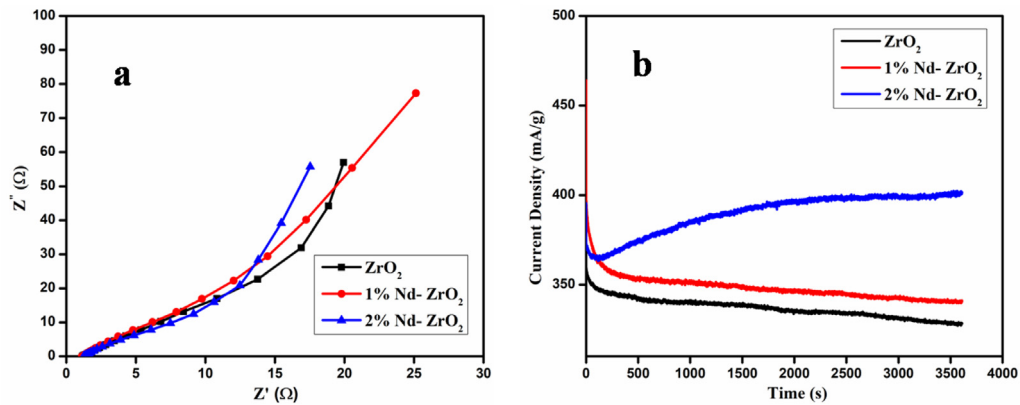 a
100
90
80
70
60
50
40
30
20
10
0
Z" (Ω)
0 5 10 15 20 25 30
Z' (Ω)
ZrO₂
1% Nd- ZrO₂
2% Nd- ZrO₂
b
500
450
400
350
Current Density (mA/g)
0 500 1000 1500 2000 2500 3000 3500 4000
Time (s)
ZrO₂
1% Nd- ZrO₂
2% Nd- ZrO₂